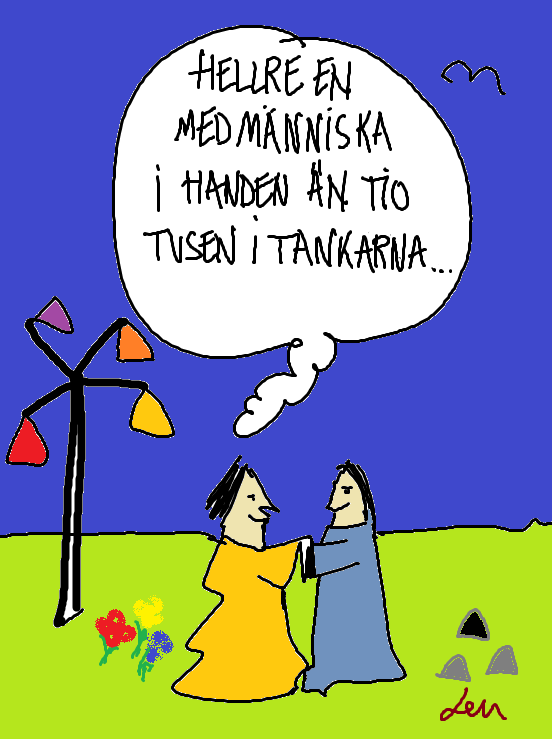 HELLRE EN
MEDMÄNNISKA
i HANDEN ÄN TiO
TUSEN i TANKARNA...
Len